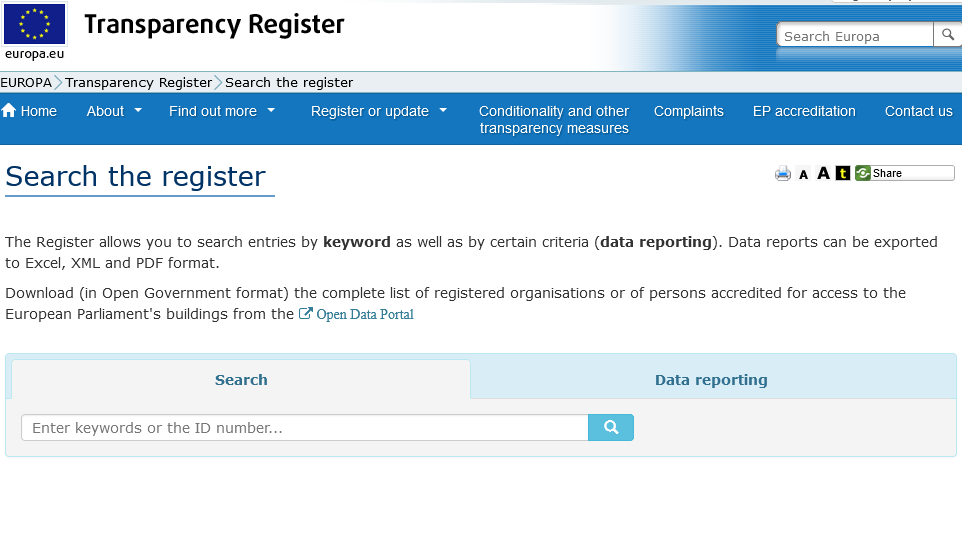 Transparency Register
europa.eu
Search Europa
EUROPA Transparency Register Search the register
Home About Find out more Register or update Conditionality and other transparency measures Complaints EP accreditation Contact us
Search the register
A A t Share
The Register allows you to search entries by keyword as well as by certain criteria (data reporting). Data reports can be exported
to Excel, XML and PDF format.
Download (in Open Government format) the complete list of registered organisations or of persons accredited for access to the
European Parliament's buildings from the Open Data Portal
Search Data reporting
Enter keywords or the ID number...